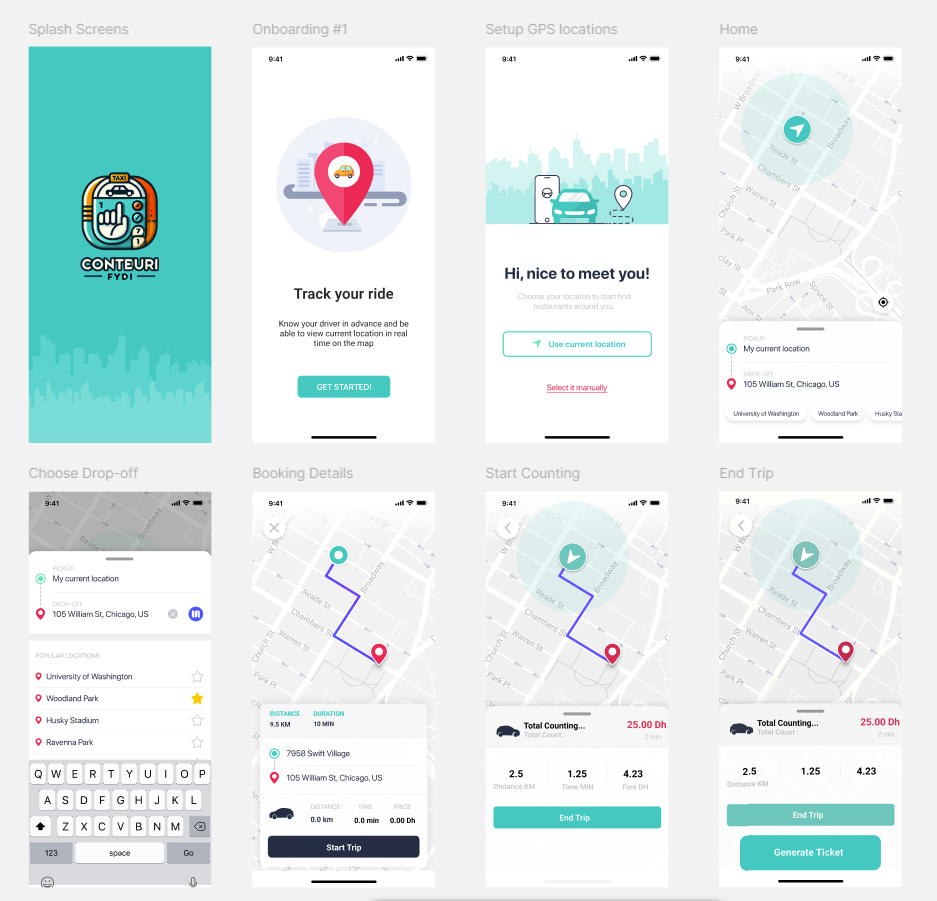 Splash Screens
TAXI
1
7
1
CONTEURI
FYDI
Onboarding #1
9:41
Track your ride
Know your driver in advance and be
able to view current location in real
time on the map
GET STARTED!
Setup GPS locations
9:41
Hi, nice to meet you!
Choose your location to start find
restaurants around you.
Use current location
Select it manually
Home
9:41
W Broadway
Broadway
Reade St
Chambers St
Warren St
Church St
Park Pl
Park Row
Spruce St
Ann St
PICKUP
My current location
DROP-OFF
105 William St, Chicago, US
University of Washington
Woodland Park
Husky Sta
Choose Drop-off
9:41
Reade St
PICKUP
My current location
DROP-OFF
105 William St, Chicago, US
POPULAR LOCATIONS
University of Washington
Woodland Park
Husky Stadium
Ravenna Park
Q W E R T Y U I O P
A S D F G H J K L
Z X C V B N M
123
space
Go
Booking Details
9:41
Broadway
Reade St
Chambers St
Warren St
Church St
Park Pl
DISTANCE
DURATION
9.5 KM
10 MIN
7958 Swift Village
105 William St, Chicago, US
DISTANCE
TIME
PRICE
0.0 km
0.0 min
0.00 Dh
Start Trip
Start Counting
9:41
Broadway
Reade St
Chambers St
Warren St
Church St
Park Pl
Total Counting...
25.00 Dh
Total Count :
2 min
2.5
1.25
4.23
Distance KM
Time MIN
Fare DH
End Trip
End Trip
9:41
Broadway
Reade St
Chambers St
Warren St
Church St
Park Pl
Total Counting...
25.00 Dh
Total Count :
2 min
2.5
1.25
4.23
Distance KM
End Trip
Generate Ticket